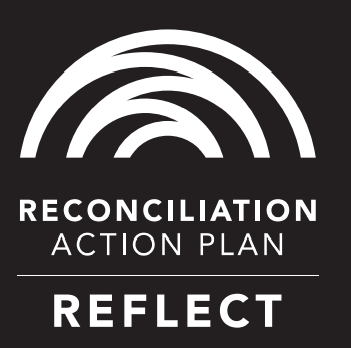 RECONCILIATION
ACTION PLAN
REFLECT